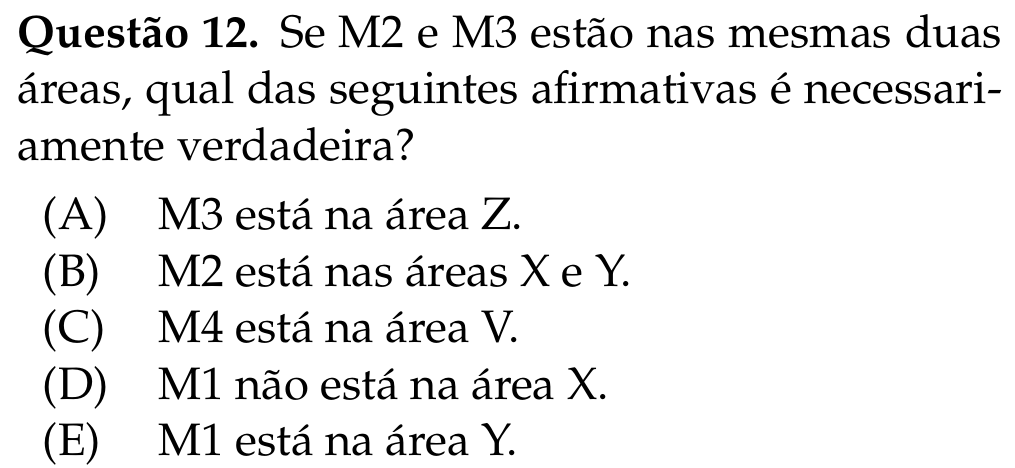 Questão 12. Se M2 e M3 estão nas mesmas duas
áreas, qual das seguintes afirmativas é necessari-
amente verdadeira?
(A) M3 está na área Z.
(B) M2 está nas áreas X e Y.
(C) M4 está na área V.
(D) M1 não está na área X.
(E) M1 está na área Y.